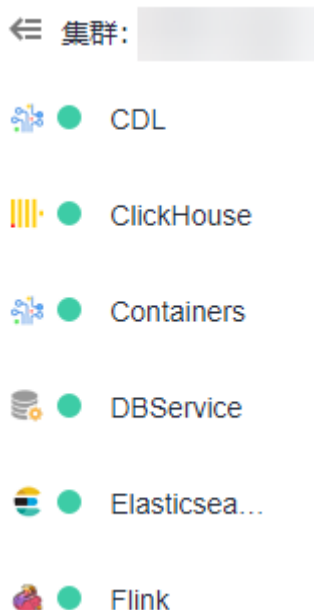 集群:
CDL
ClickHouse
Containers
DBService
Elasticsea...
Flink